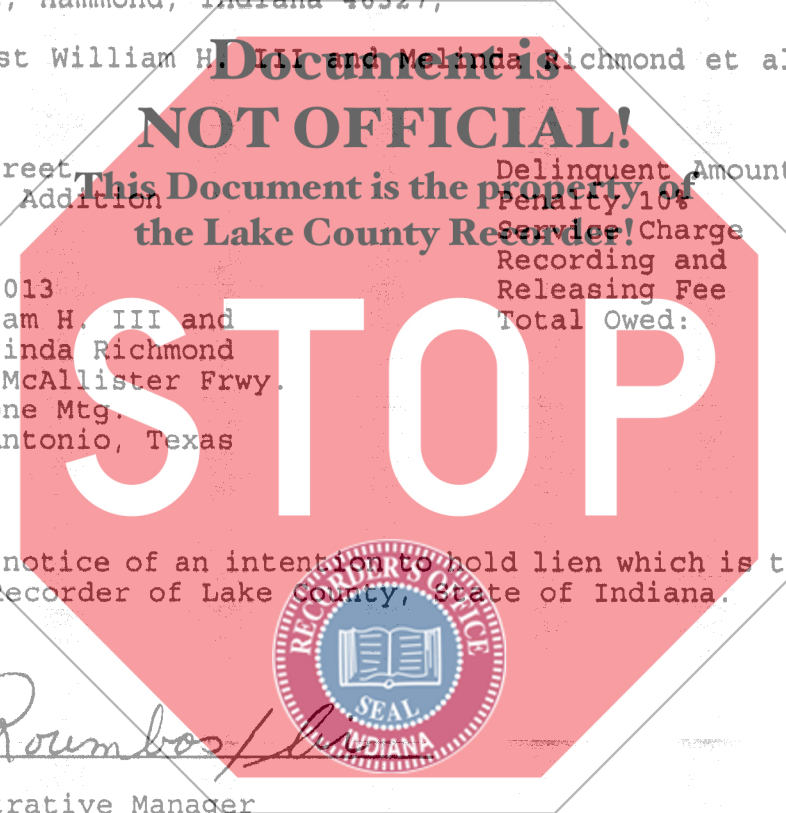 , Hammond, Indiana 46327,
st William H. III and Melinda Richmond et al
Document is
NOT OFFICIAL!
This Document is the property of
the Lake County Recorder!
reet
Addition
Delinquent Amount
Penalty 10%
Service Charge
Recording and
Releasing Fee
Total Owed:
013
am H. III and
inda Richmond
McAllister Frwy.
ne Mtg.
ntonio, Texas
STOP
notice of an intention to hold lien which is t
ecorder of Lake County, State of Indiana.
RECORDER'S OFFICE
SEAL
INDIANA
Roumbos/
trative Manager